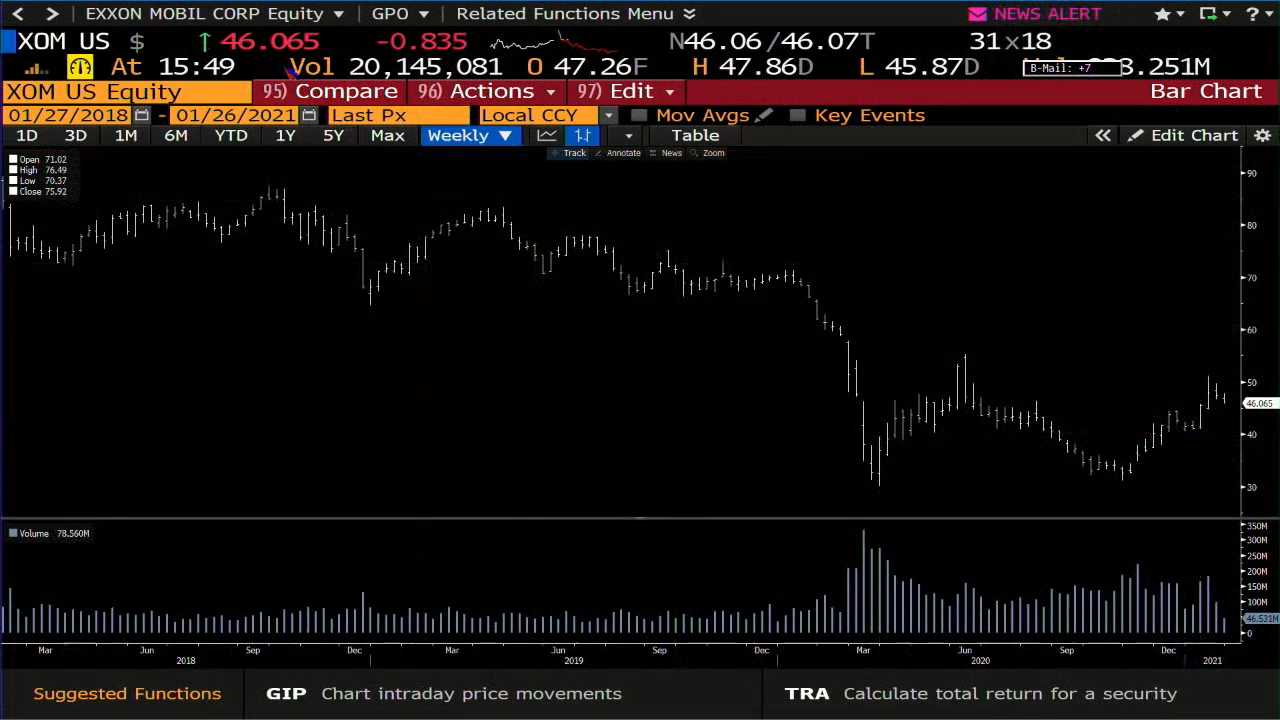 < > EXXON MOBIL CORP Equity GPO Related Functions Menu NEWS ALERT ?
XOM US $ ↑ 46.065 -0.835 N46.06/46.07T 31x18
At 15:49 Vol 20,145,081 O 47.26F H 47.86D L 45.87D 3.251M
B-Mail: +7
XOM US Equity 95) Compare 96) Actions 97) Edit Bar Chart
01/27/2018 - 01/26/2021 Last Px Local CCY Mov Avgs Key Events
1D 3D 1M 6M YTD 1Y 5Y Max Weekly ▼ Table « Edit Chart
Track Annotate News Zoom
Open 71.02
High 76.49
Low 70.37
Close 75.92
90
80
70
60
50
46.065
40
30
Volume 78.560M
350M
300M
250M
200M
150M
100M
46.531M
0
Mar Jun Sep Dec Mar Jun Sep Dec Mar Jun Sep Dec
2018 2019 2020 2021
Suggested Functions GIP Chart intraday price movements TRA Calculate total return for a security